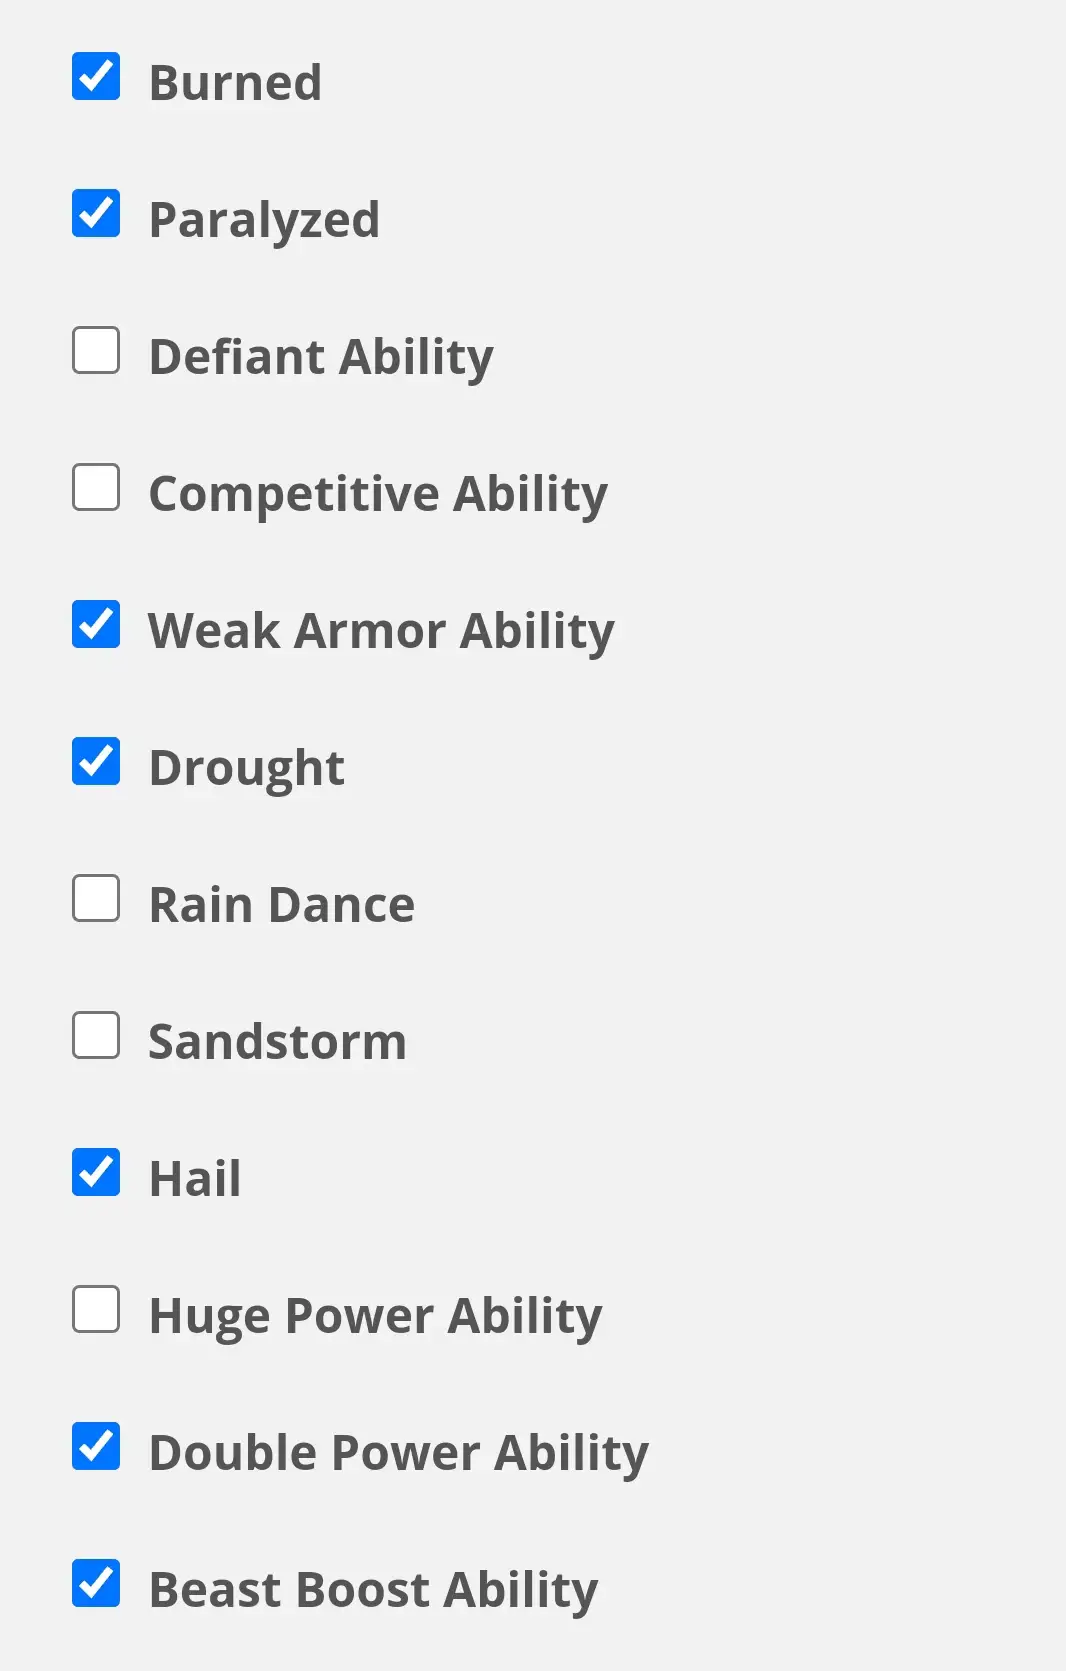 Burned
Paralyzed
Defiant Ability
Competitive Ability
Weak Armor Ability
Drought
Rain Dance
Sandstorm
Hail
Huge Power Ability
Double Power Ability
Beast Boost Ability